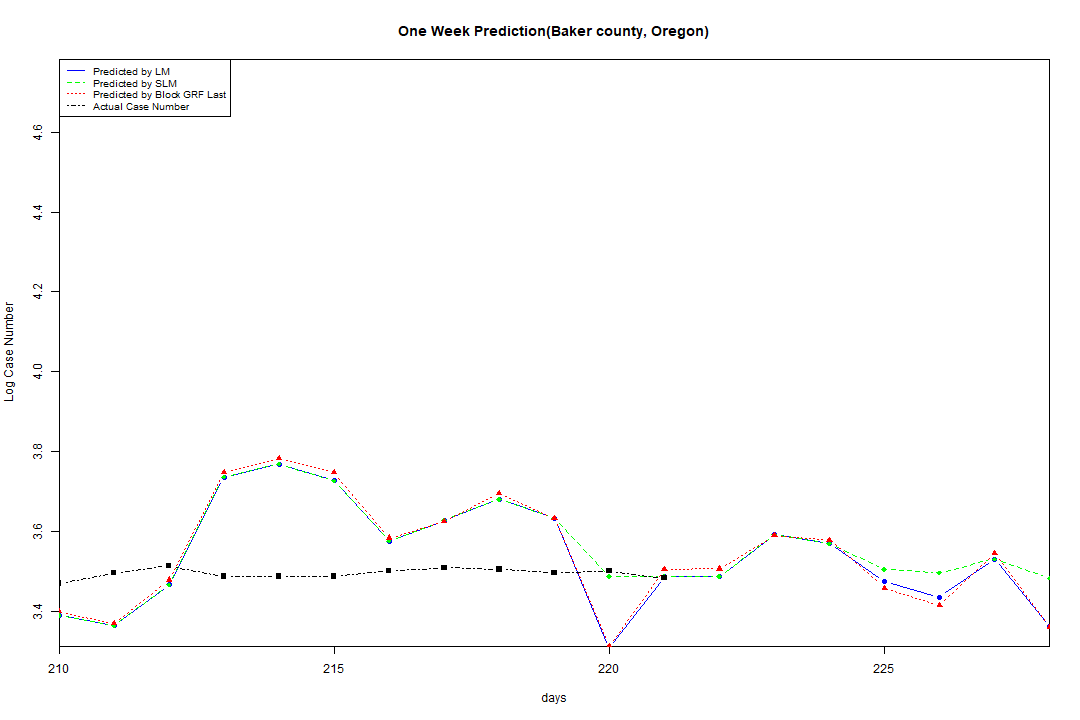 One Week Prediction(Baker county, Oregon)
Predicted by LM
Predicted by SLM
Predicted by Block GRF Last
Actual Case Number
Log Case Number
4.6
4.4
4.2
4.0
3.8
3.6
3.4
210
215
220
225
days